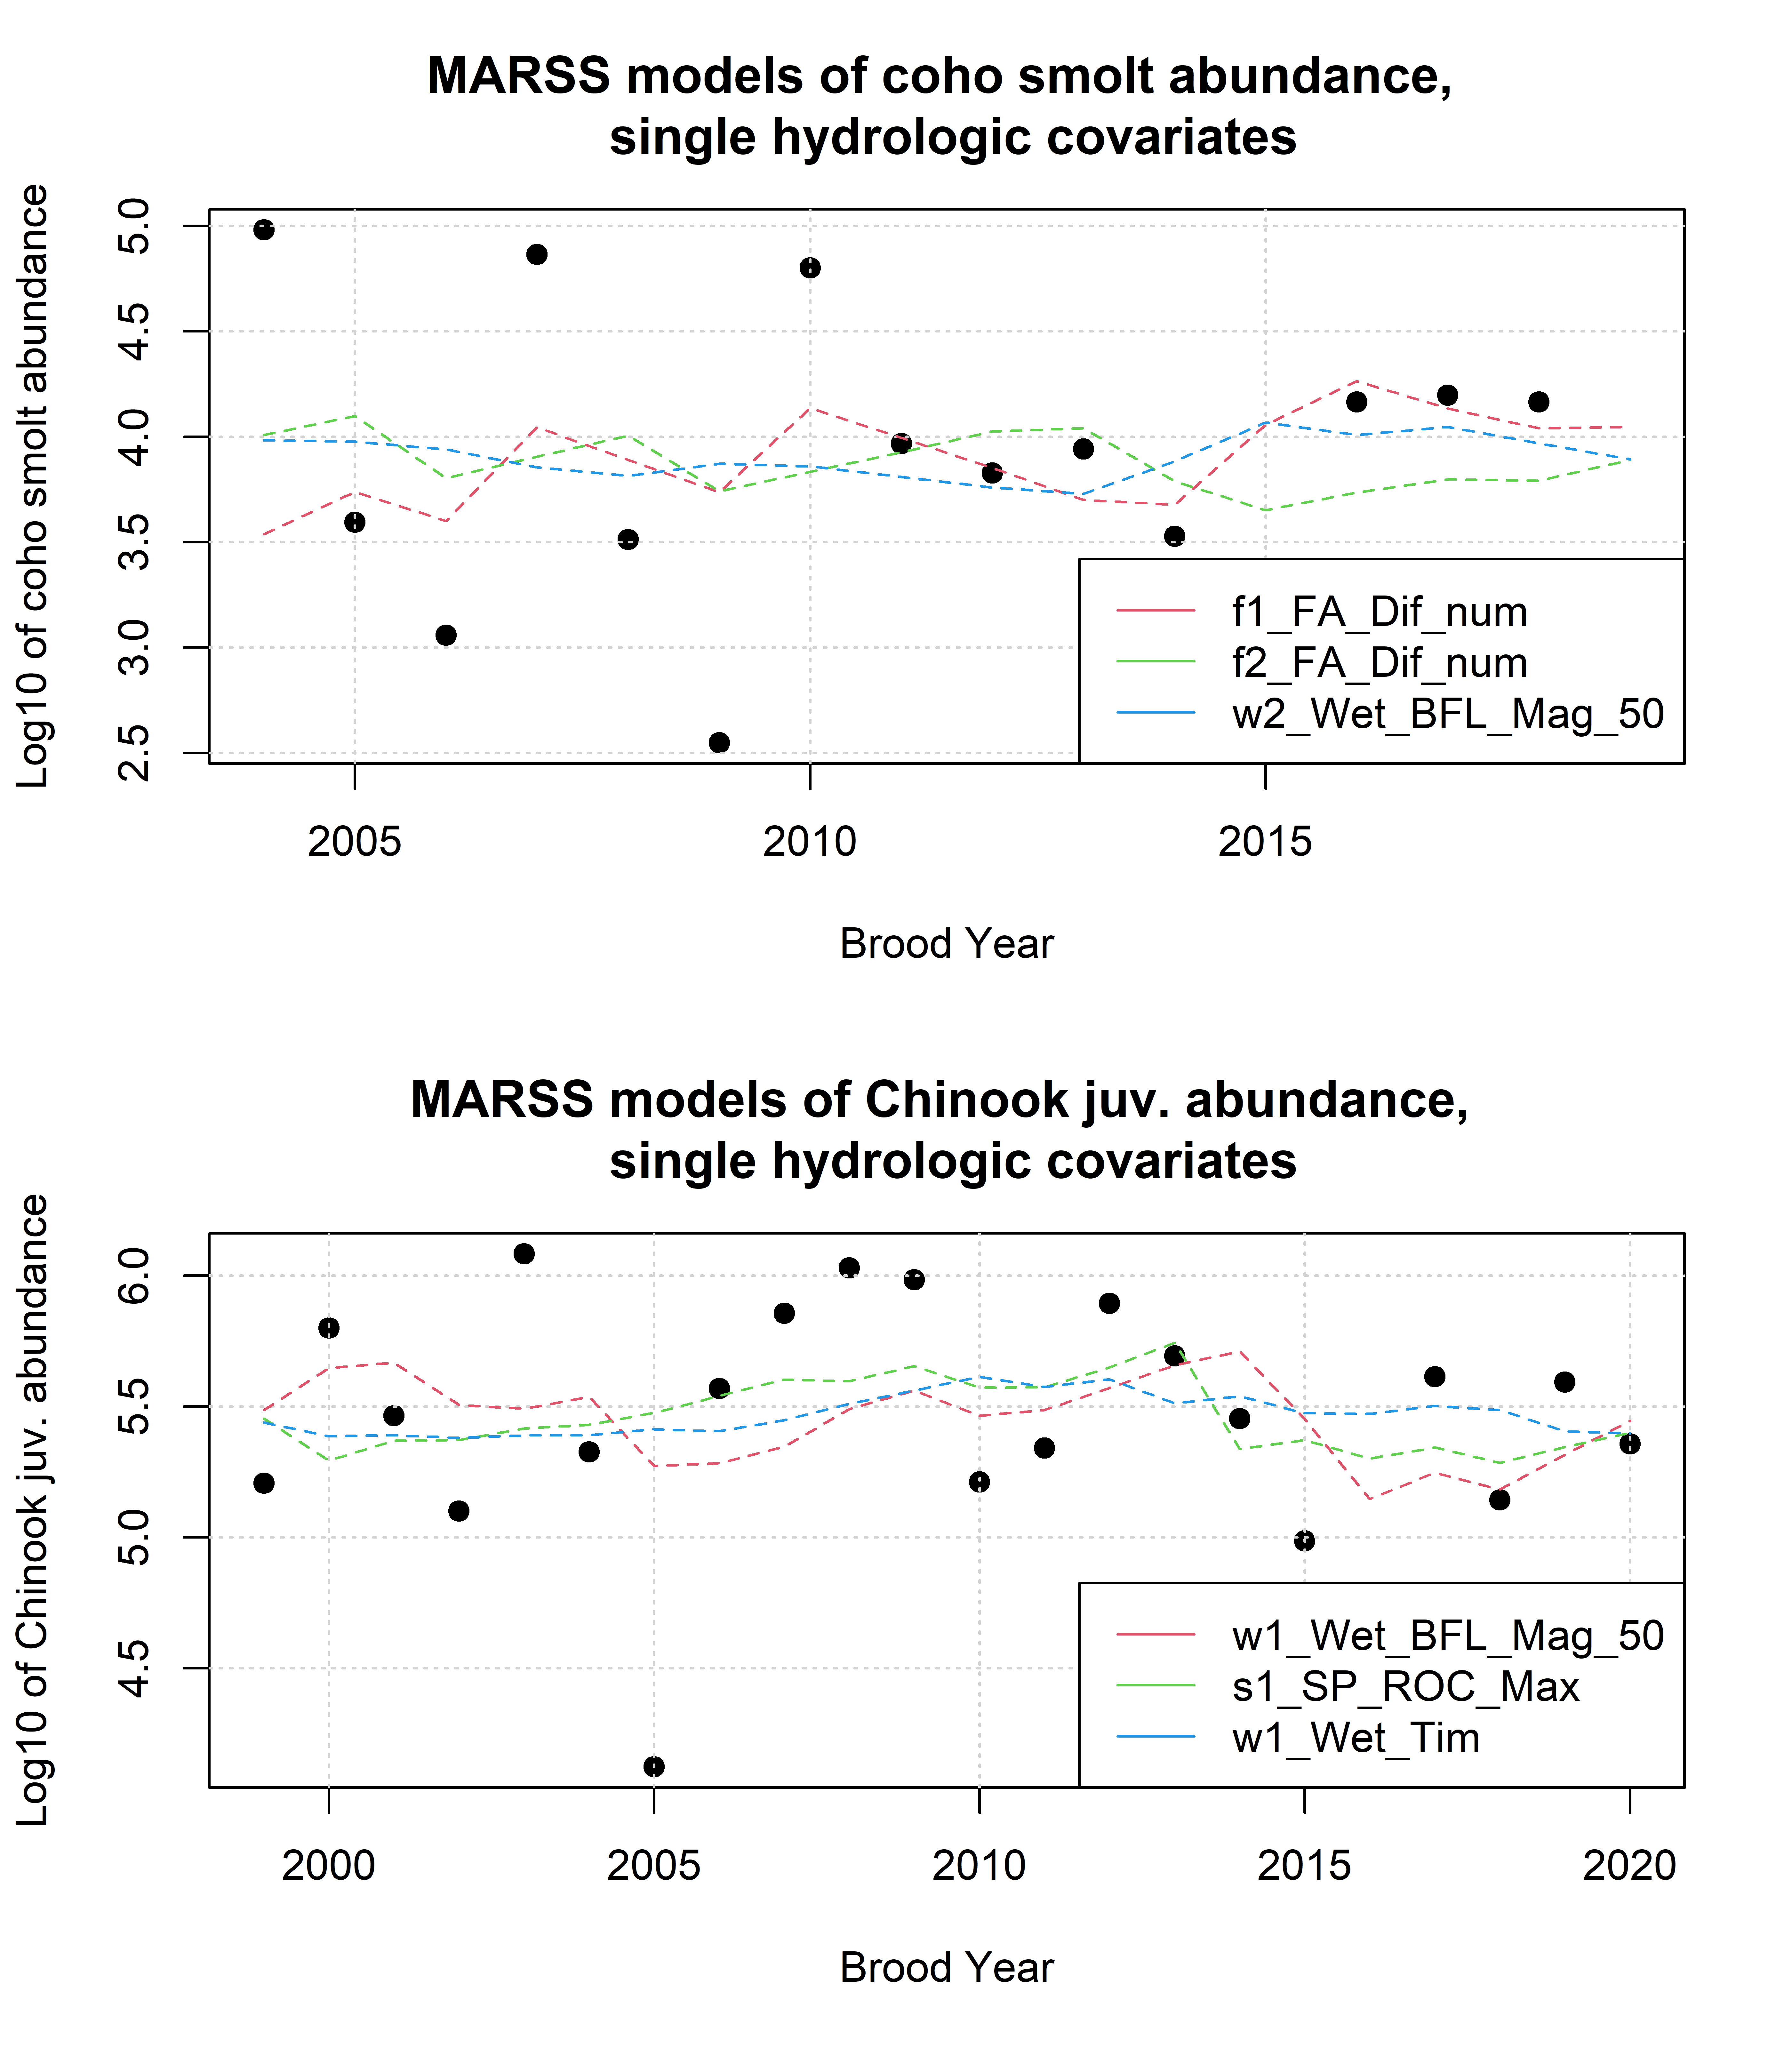 MARSS models of coho smolt abundance,
single hydrologic covariates
Log10 of coho smolt abundance
5.0
4.5
4.0
3.5
3.0
2.5
f1_FA_Dif_num
f2_FA_Dif_num
w2_Wet_BFL_Mag_50
2005
2010
2015
Brood Year
MARSS models of Chinook juv. abundance,
single hydrologic covariates
Log10 of Chinook juv. abundance
6.0
5.5
5.0
4.5
w1_Wet_BFL_Mag_50
s1_SP_ROC_Max
w1_Wet_Tim
2000
2005
2010
2015
2020
Brood Year